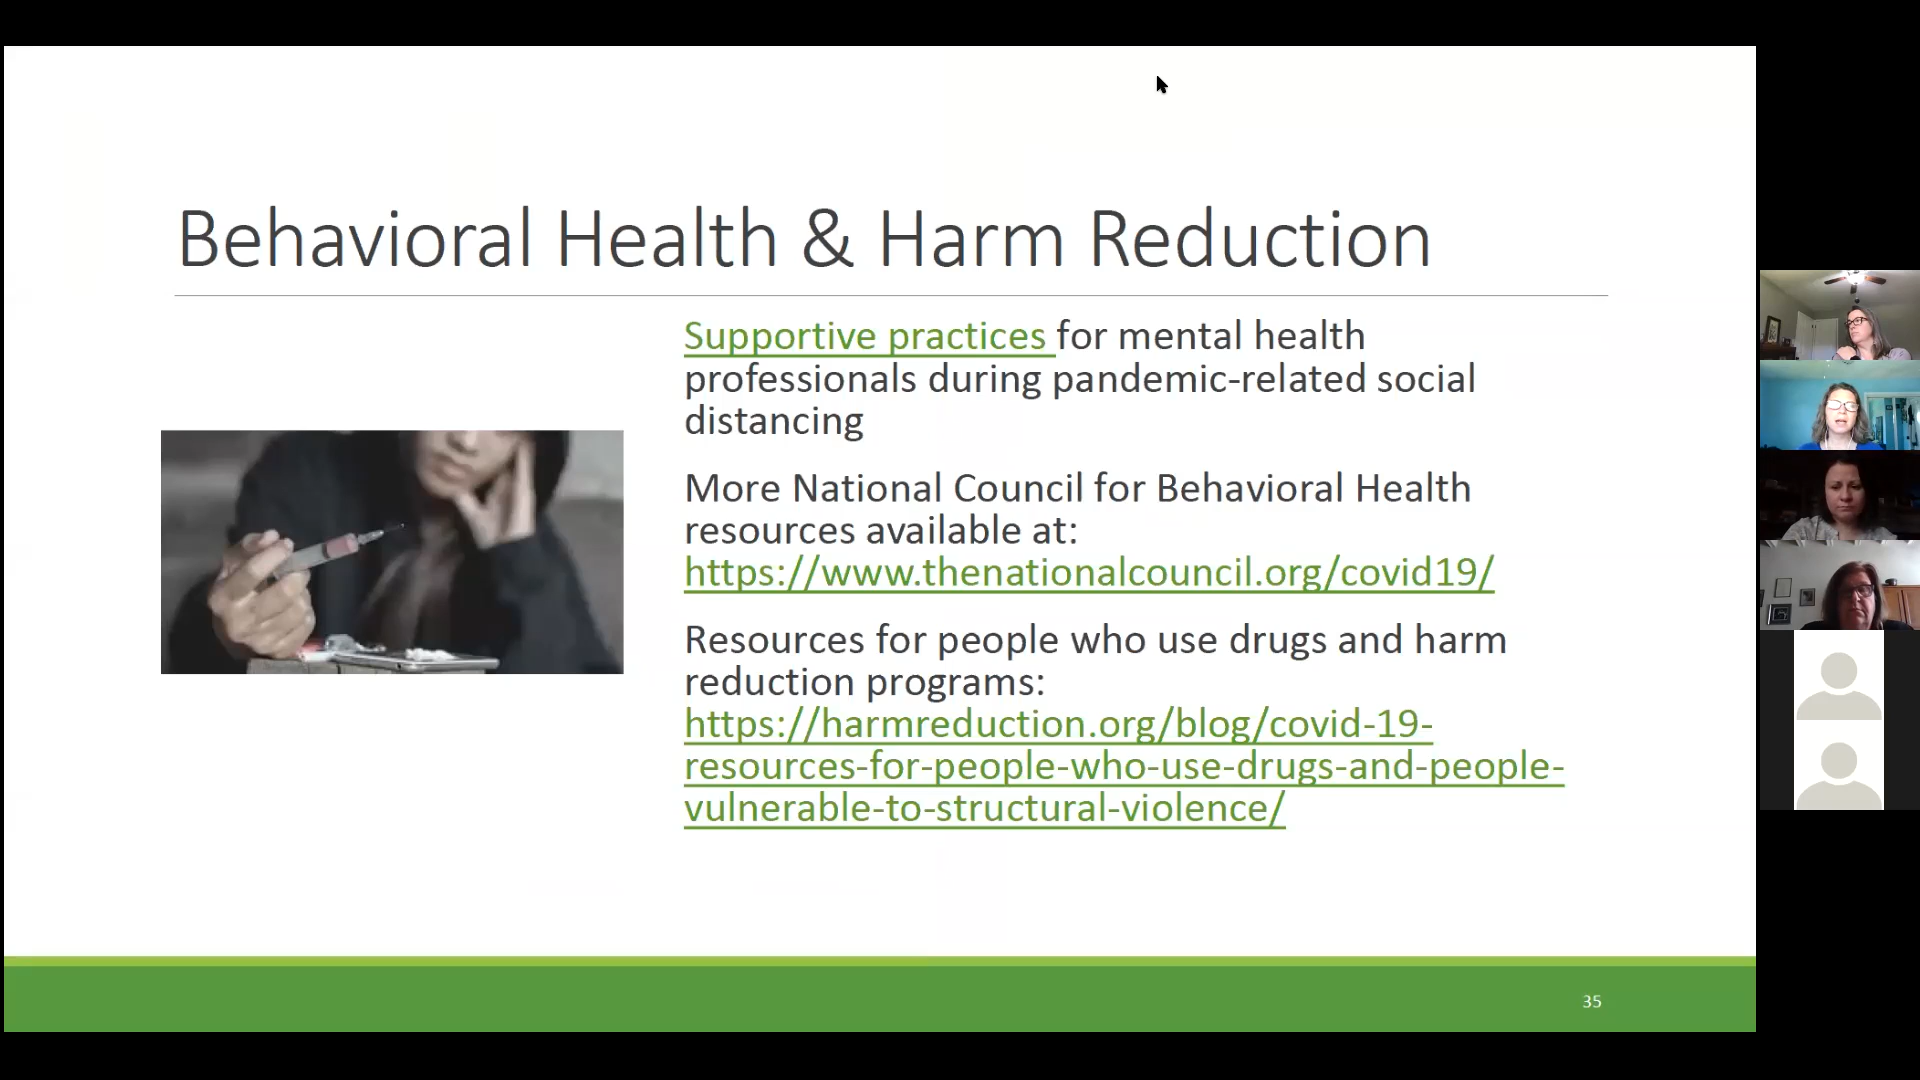 Behavioral Health & Harm Reduction
Supportive practices for mental health
professionals during pandemic-related social
distancing
More National Council for Behavioral Health
resources available at:
https://www.thenationalcouncil.org/covid19/
Resources for people who use drugs and harm
reduction programs:
https://harmreduction.org/blog/covid-19-
resources-for-people-who-use-drugs-and-people-
vulnerable-to-structural-violence/
35